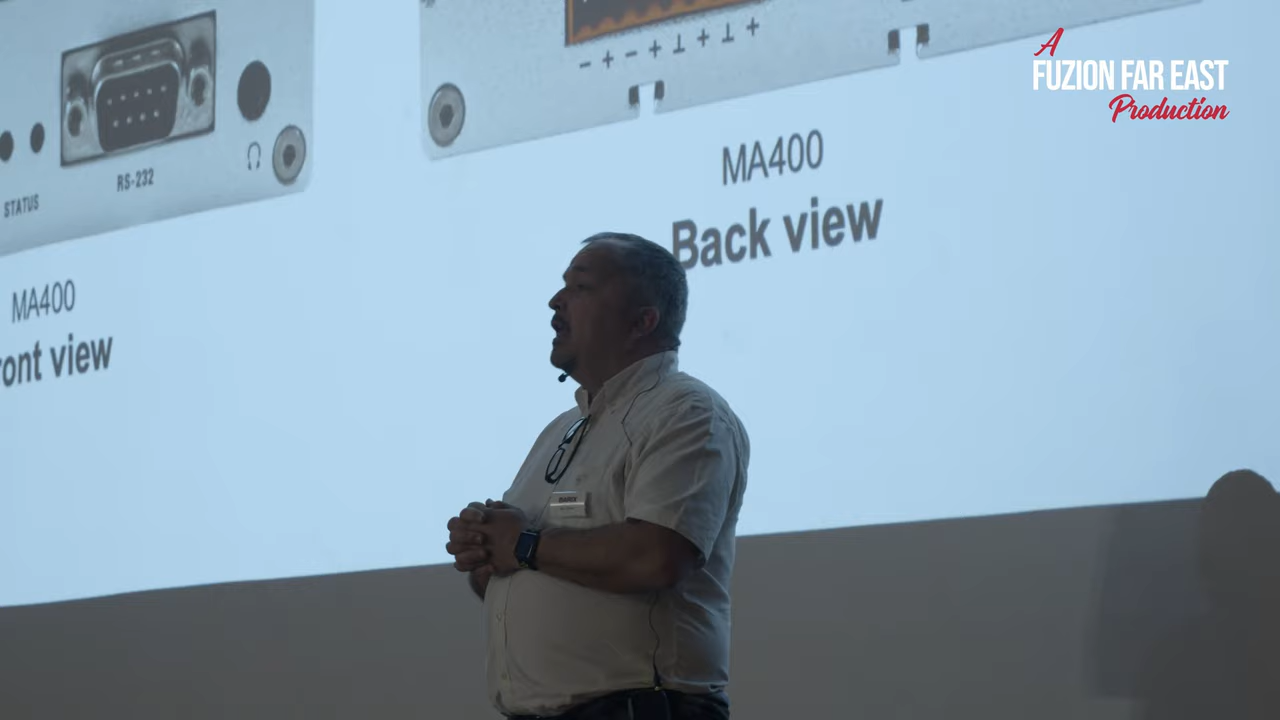 A
FUZION FAR EAST
Production
- + - + ⊥ + ⊥ +
STATUS
RS-232
MA400
Back view
MA400
ront view